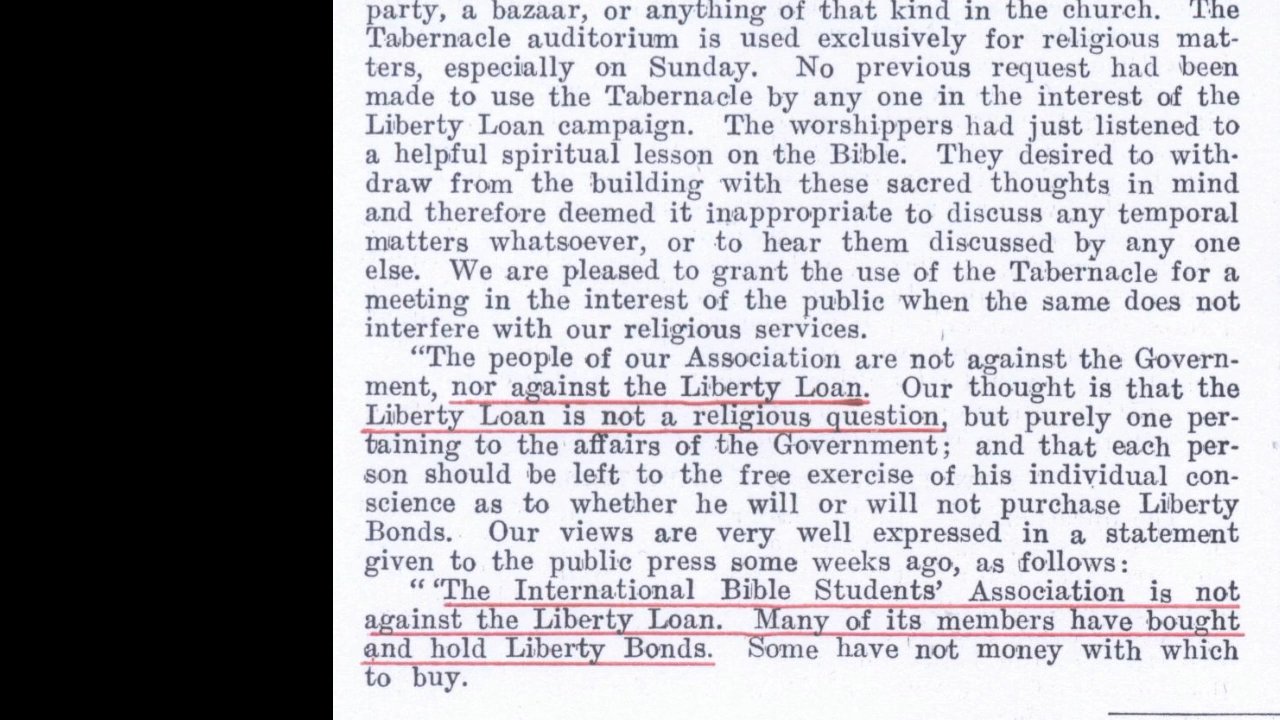 party, a bazaar, or anything of that kind in the church. The
Tabernacle auditorium is used exclusively for religious mat-
ters, especially on Sunday. No previous request had been
made to use the Tabernacle by any one in the interest of the
Liberty Loan campaign. The worshippers had just listened to
a helpful spiritual lesson on the Bible. They desired to with-
draw from the building with these sacred thoughts in mind
and therefore deemed it inappropriate to discuss any temporal
matters whatsoever, or to hear them discussed by any one
else. We are pleased to grant the use of the Tabernacle for a
meeting in the interest of the public when the same does not
interfere with our religious services.
“The people of our Association are not against the Govern-
ment, nor against the Liberty Loan. Our thought is that the
Liberty Loan is not a religious question, but purely one per-
taining to the affairs of the Government; and that each per-
son should be left to the free exercise of his individual con-
science as to whether he will or will not purchase Liberty
Bonds. Our views are very well expressed in a statement
given to the public press some weeks ago, as follows:
“ ‘The International Bible Students’ Association is not
against the Liberty Loan. Many of its members have bought
and hold Liberty Bonds. Some have not money with which
to buy.